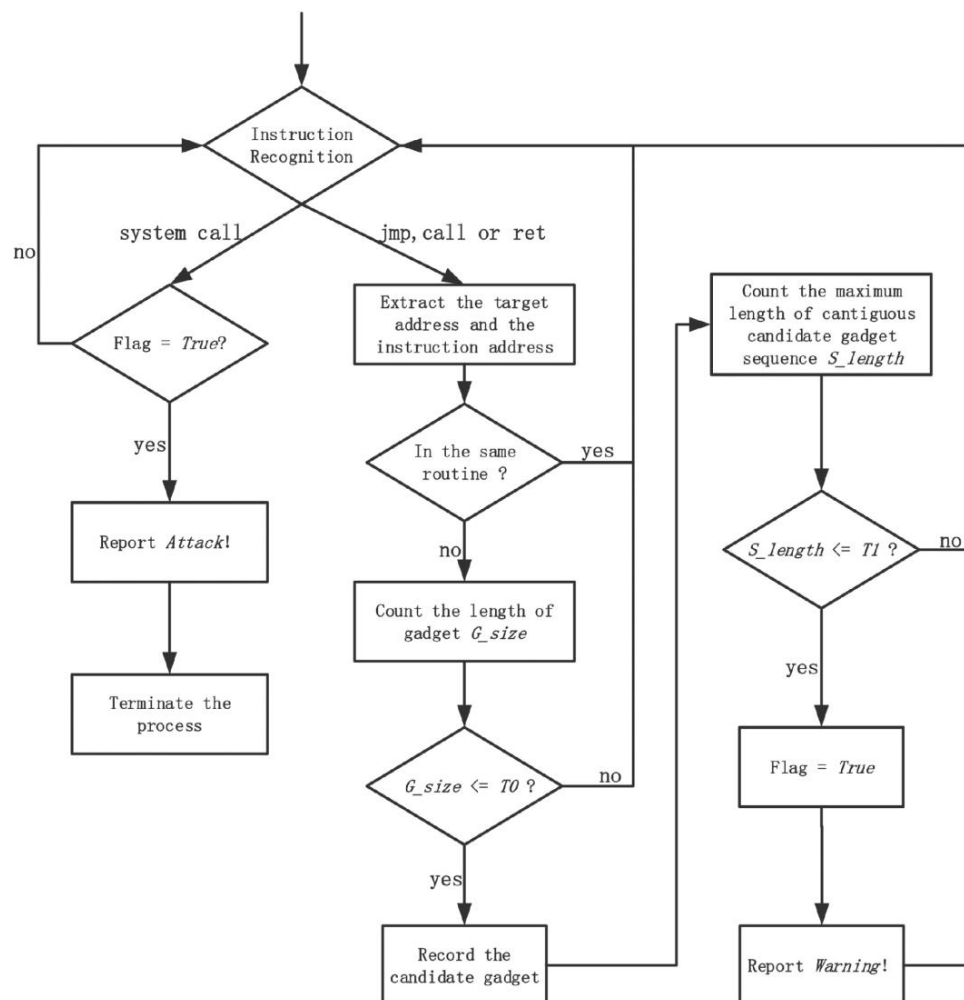 Instruction
Recognition
system call
jmp,call or ret
no
Flag = True?
yes
Report Attack!
Terminate the
process
Extract the target
address and the
instruction address
In the same
routine ?
yes
no
Count the length of
gadget G_size
G_size <= T0 ?
no
yes
Record the
candidate gadget
Count the maximum
length of cantiguous
candidate gadget
sequence S_length
S_length <= T1 ?
no
yes
Flag = True
Report Warning!